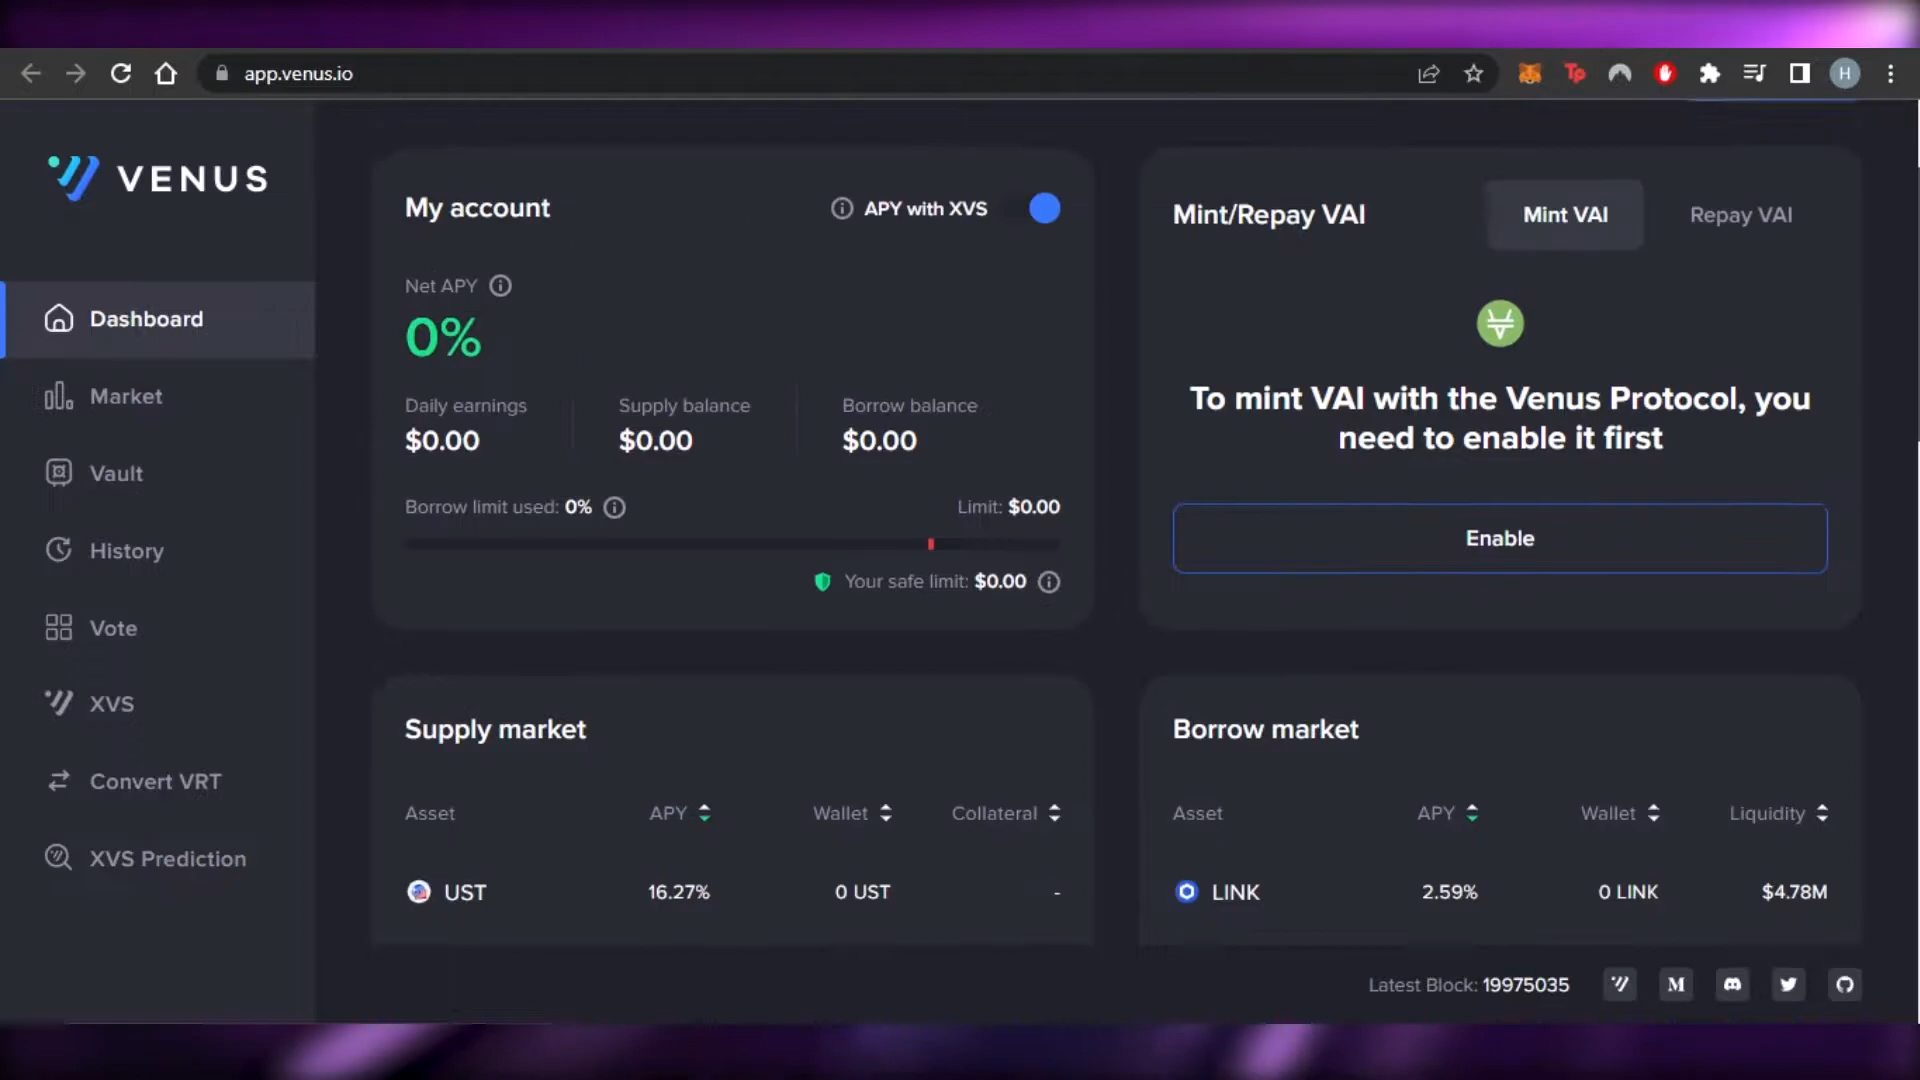 app.venus.io
H
VENUS
Dashboard
Market
Vault
History
Vote
XVS
Convert VRT
XVS Prediction
My account
APY with XVS
Net APY
0%
Daily earnings
$0.00
Supply balance
$0.00
Borrow balance
$0.00
Borrow limit used: 0%
Limit: $0.00
Your safe limit: $0.00
Mint/Repay VAI
Mint VAI
Repay VAI
To mint VAI with the Venus Protocol, you
need to enable it first
Enable
Supply market
Asset APY Wallet Collateral
UST 16.27% 0 UST -
Borrow market
Asset APY Wallet Liquidity
LINK 2.59% 0 LINK $4.78M
Latest Block: 19975035